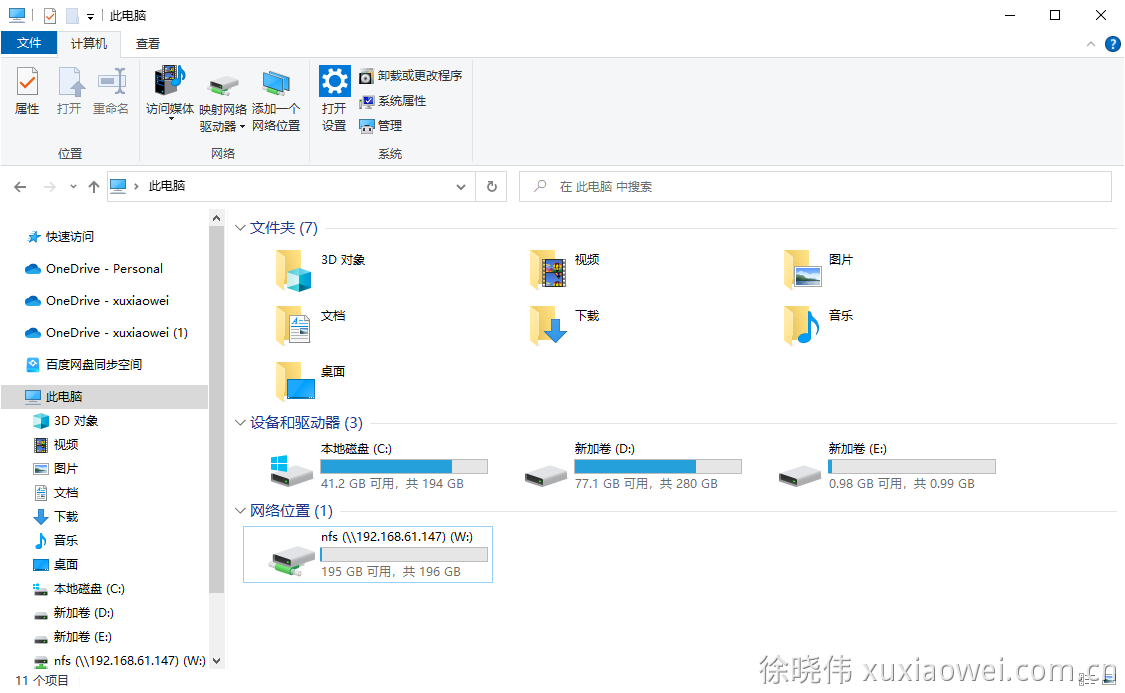 此电脑
文件
计算机
查看
属性
打开
重命名
位置
访问媒体
映射网络
驱动器
添加一个
网络位置
网络
打开
设置
卸载或更改程序
系统属性
管理
系统
此电脑
在 此电脑 中搜索
快速访问
OneDrive - Personal
OneDrive - xuxiaowei
OneDrive - xuxiaowei (1)
百度网盘同步空间
此电脑
3D 对象
视频
图片
文档
下载
音乐
桌面
本地磁盘 (C:)
新加卷 (D:)
新加卷 (E:)
nfs (\\192.168.61.147) (W:)
文件夹 (7)
3D 对象
视频
图片
文档
下载
音乐
桌面
设备和驱动器 (3)
本地磁盘 (C:)
41.2 GB 可用，共 194 GB
新加卷 (D:)
77.1 GB 可用，共 280 GB
新加卷 (E:)
0.98 GB 可用，共 0.99 GB
网络位置 (1)
nfs (\\192.168.61.147) (W:)
195 GB 可用，共 196 GB
11 个项目
徐晓伟 xuxiaowei.com.cn